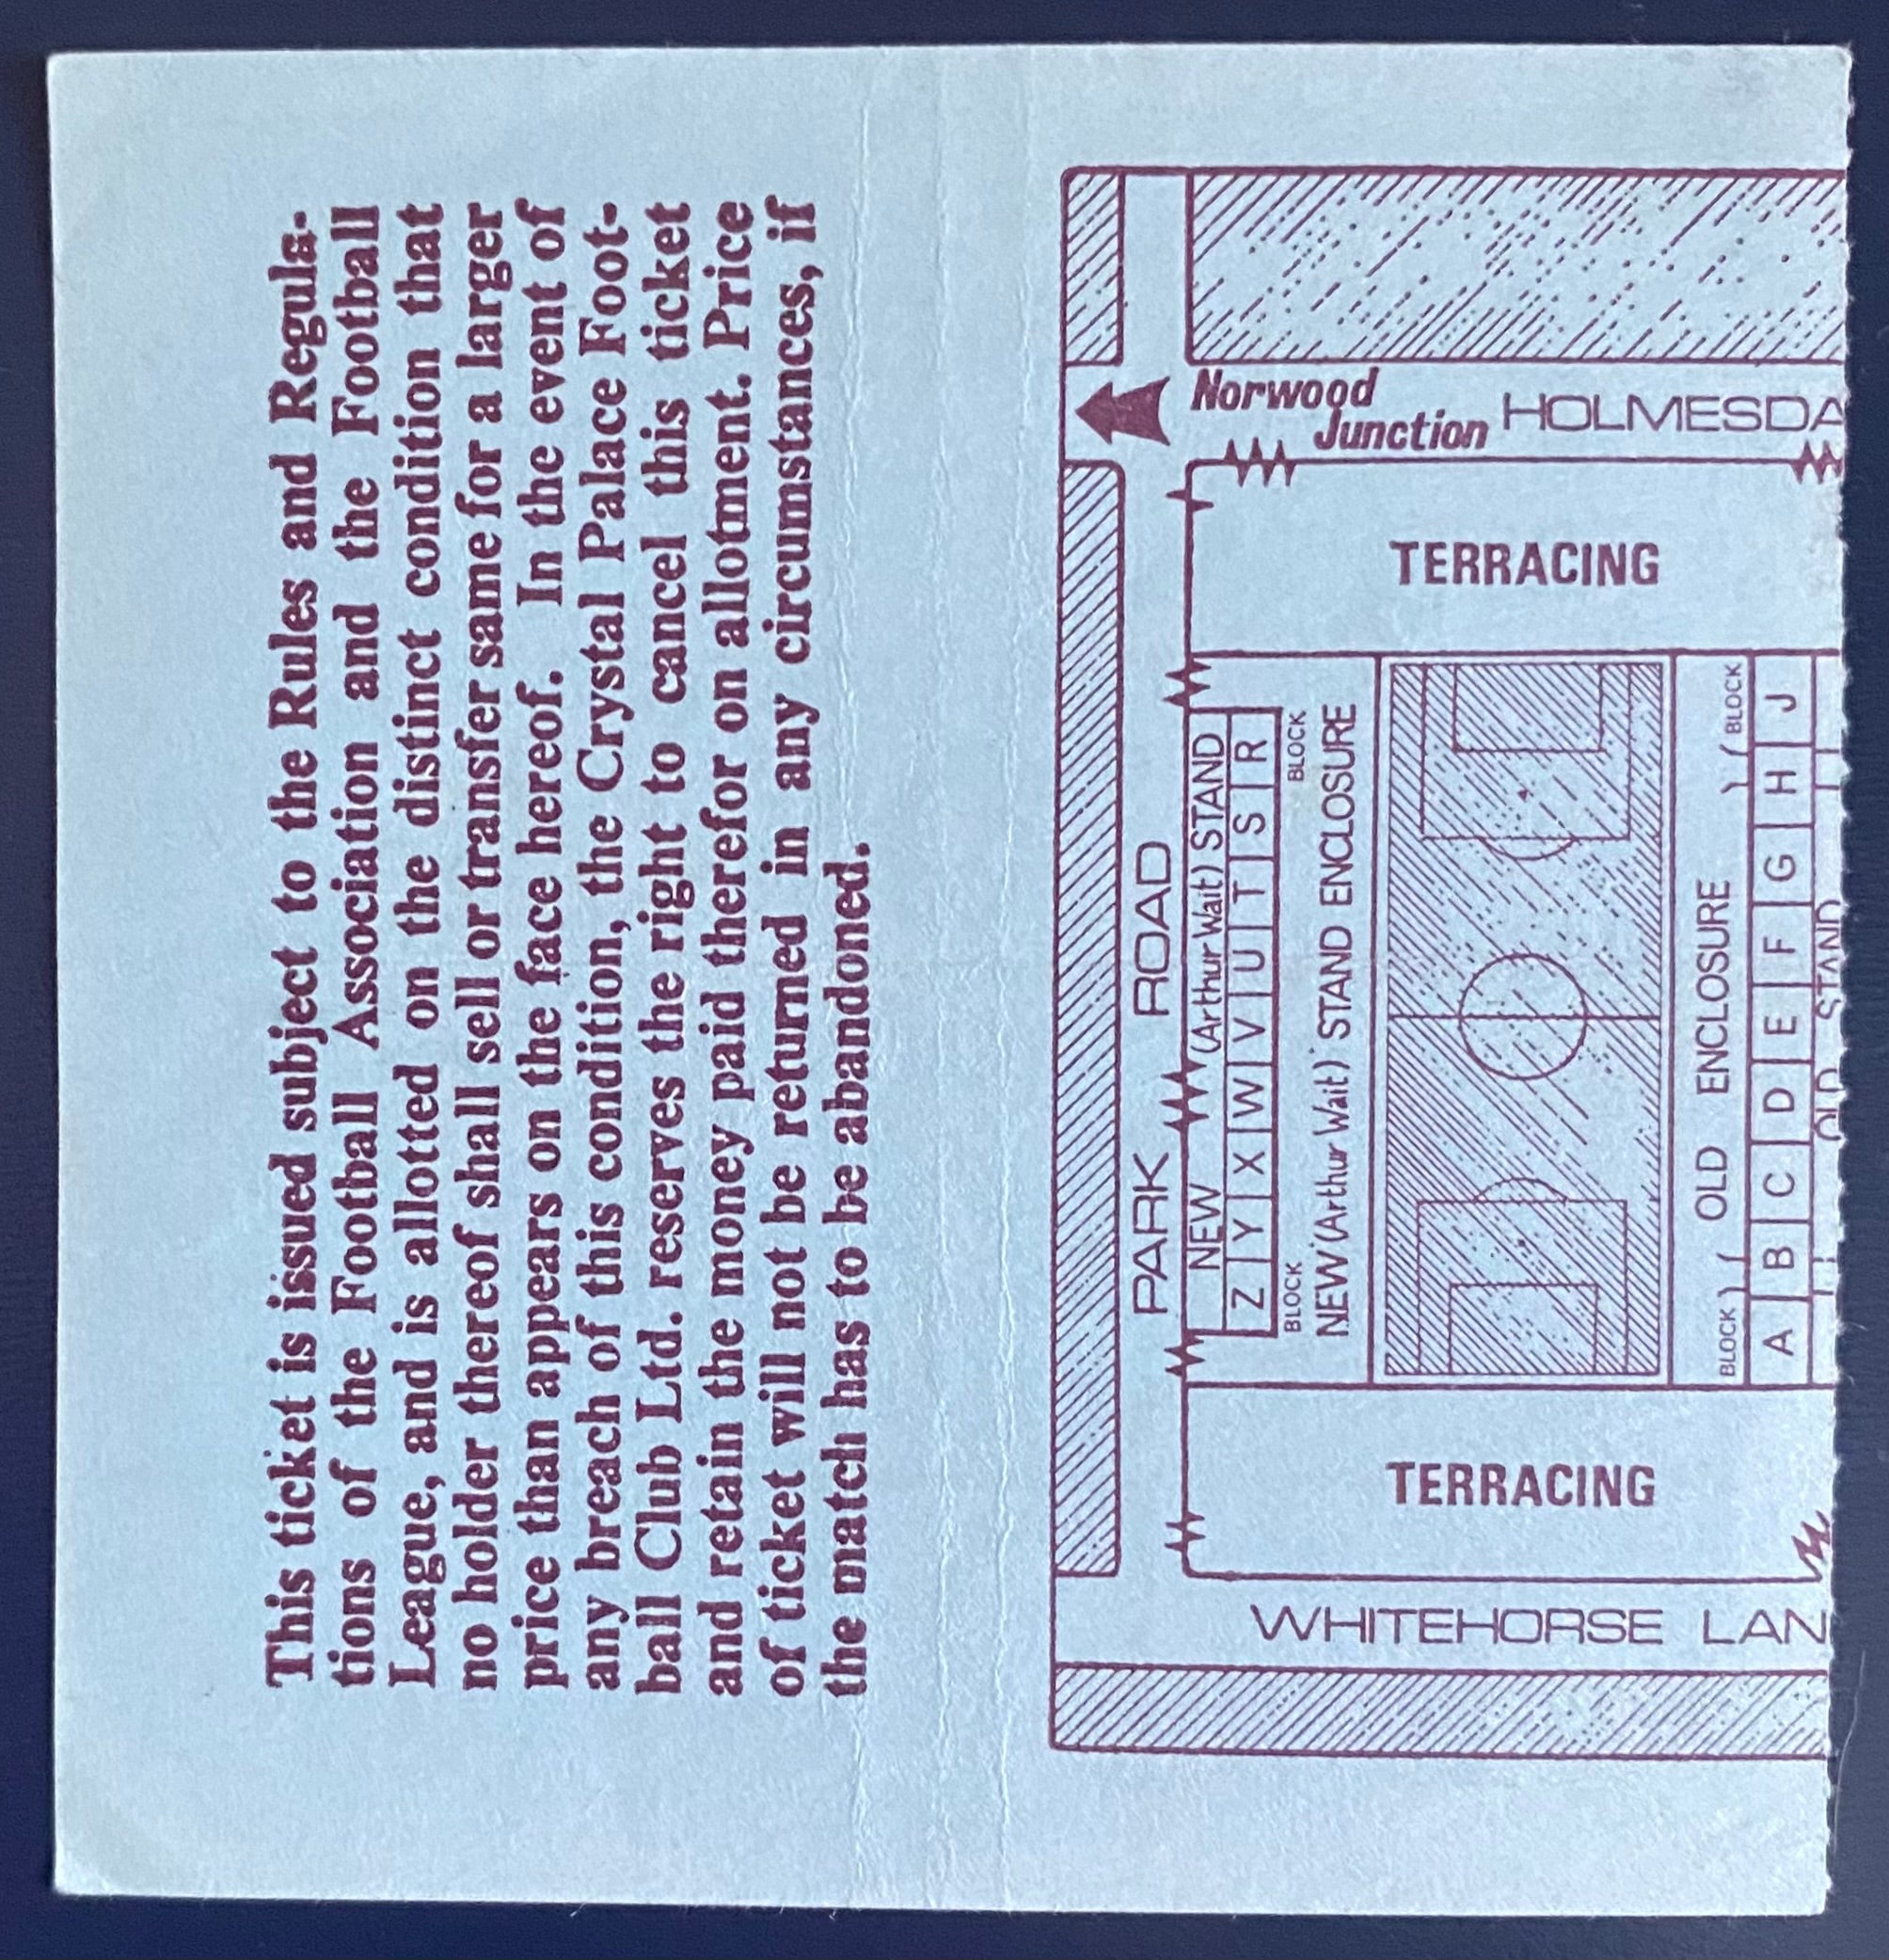 This ticket is issued subject to the Rules and Regula-
tions of the Football Association and the Football
League, and is allotted on the distinct condition that
no holder thereof shall sell or transfer same for a larger
price than appears on the face hereof. In the event of
any breach of this condition, the Crystal Palace Foot-
ball Club Ltd. reserves the right to cancel this ticket
and retain the money paid therefor on allotment. Price
of ticket will not be returned in any circumstances, if
the match has to be abandoned.
PARK ROAD
NEW (Arthur Wait) STAND
Z Y X W V U T S R
BLOCK BLOCK
NEW (Arthur Wait) STAND ENCLOSURE
OLD ENCLOSURE
BLOCK BLOCK
A B C D E F G H J
OLD STAND
Norwood
Junction
HOLMESDA
TERRACING
TERRACING
WHITEHORSE LAN